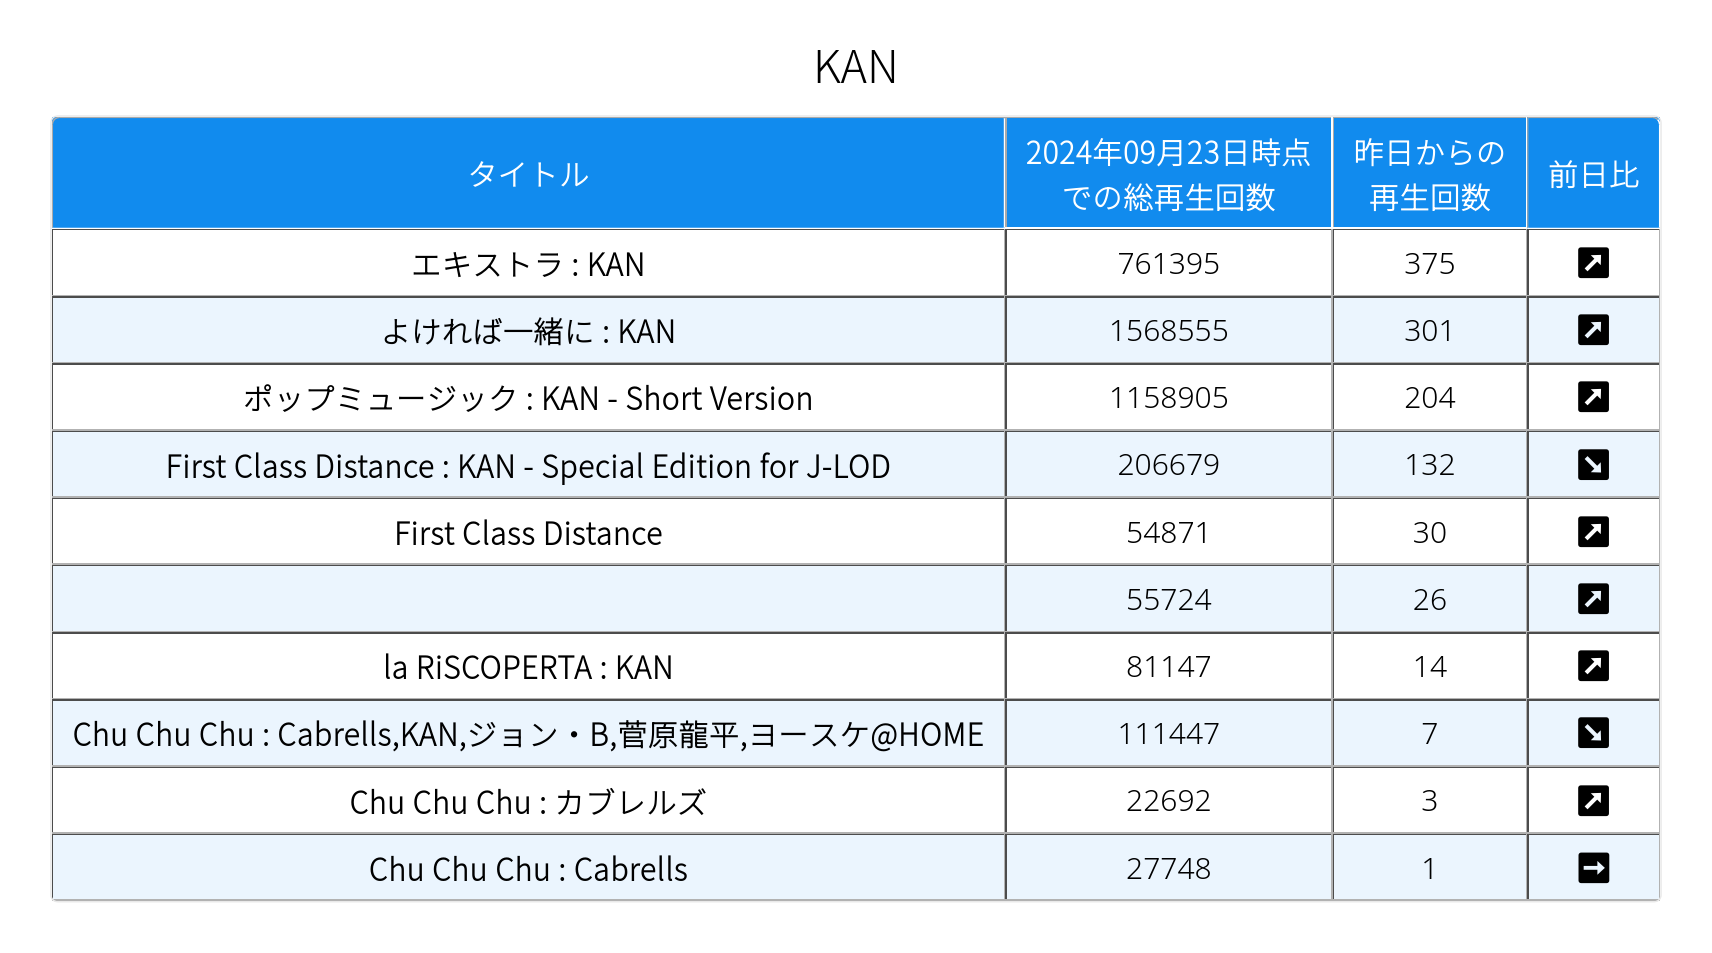 KAN
タイトル
2024年09月23日時点
での総再生回数
昨日からの
再生回数
前日比
エキストラ : KAN 761395 375
よければ一緒に : KAN 1568555 301
ポップミュージック : KAN - Short Version 1158905 204
First Class Distance : KAN - Special Edition for J-LOD 206679 132
First Class Distance 54871 30
55724 26
la RiSCOPERTA : KAN 81147 14
Chu Chu Chu : Cabrells,KAN,ジョン・B,菅原龍平,ヨースケ@HOME 111447 7
Chu Chu Chu : カブレルズ 22692 3
Chu Chu Chu : Cabrells 27748 1